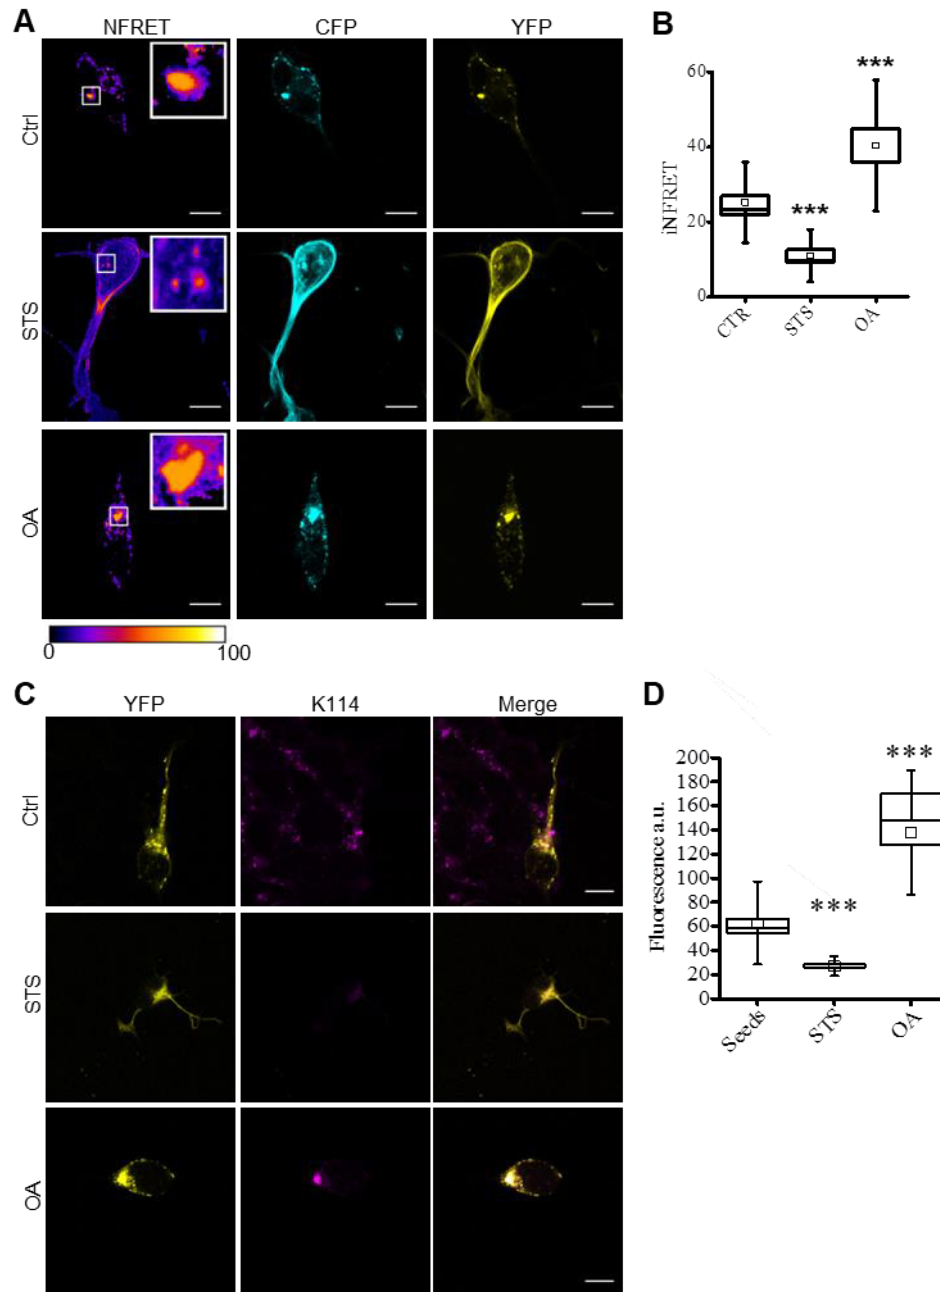 A
NFRET CFP YFP
Ctrl
STS
OA
0 100
B
iNFRET
60
40
20
0
***
***
CTR STS OA
C
YFP K114 Merge
Ctrl
STS
OA
D
Fluorescence a.u.
200
180
160
140
120
100
80
60
40
20
0
***
***
Seeds STS OA